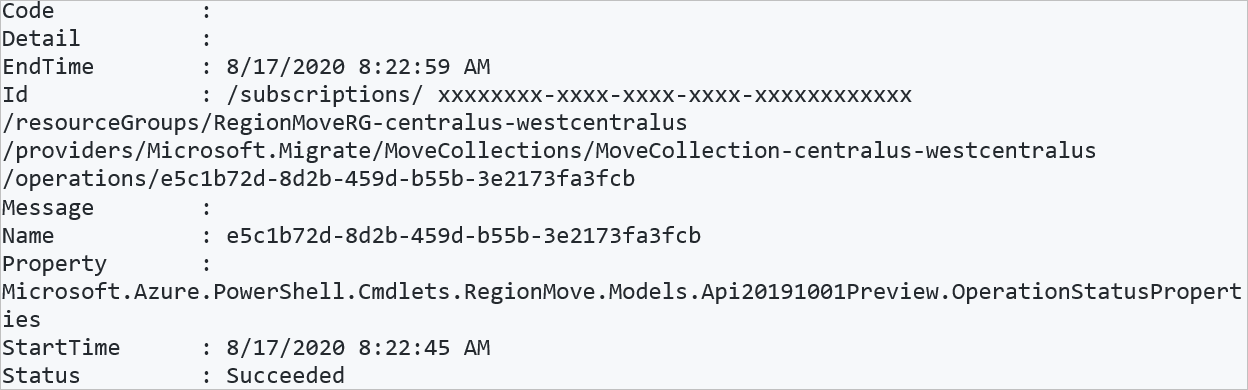 Code           :
Detail         :
EndTime        : 8/17/2020 8:22:59 AM
Id             : /subscriptions/ xxxxxxxx-xxxx-xxxx-xxxx-xxxxxxxxxxxx
/resourceGroups/RegionMoveRG-centralus-westcentralus
/providers/Microsoft.Migrate/MoveCollections/MoveCollection-centralus-westcentralus
/operations/e5c1b72d-8d2b-459d-b55b-3e2173fa3fcb
Message        :
Name           : e5c1b72d-8d2b-459d-b55b-3e2173fa3fcb
Property       :
Microsoft.Azure.PowerShell.Cmdlets.RegionMove.Models.Api20191001Preview.OperationStatusPropert
ies
StartTime      : 8/17/2020 8:22:45 AM
Status         : Succeeded